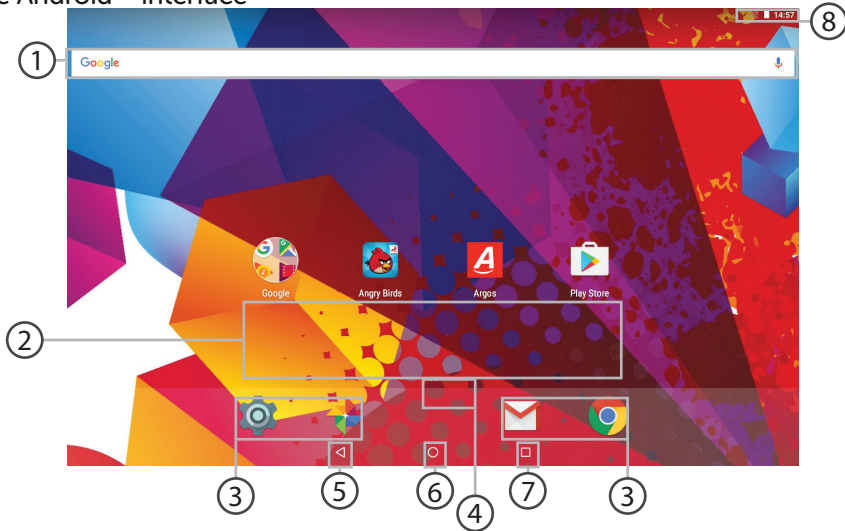 e Android™ interface
14:57
8
1
Google
Google Angry Birds Argos Play Store
2
3 5 6 4 7 3